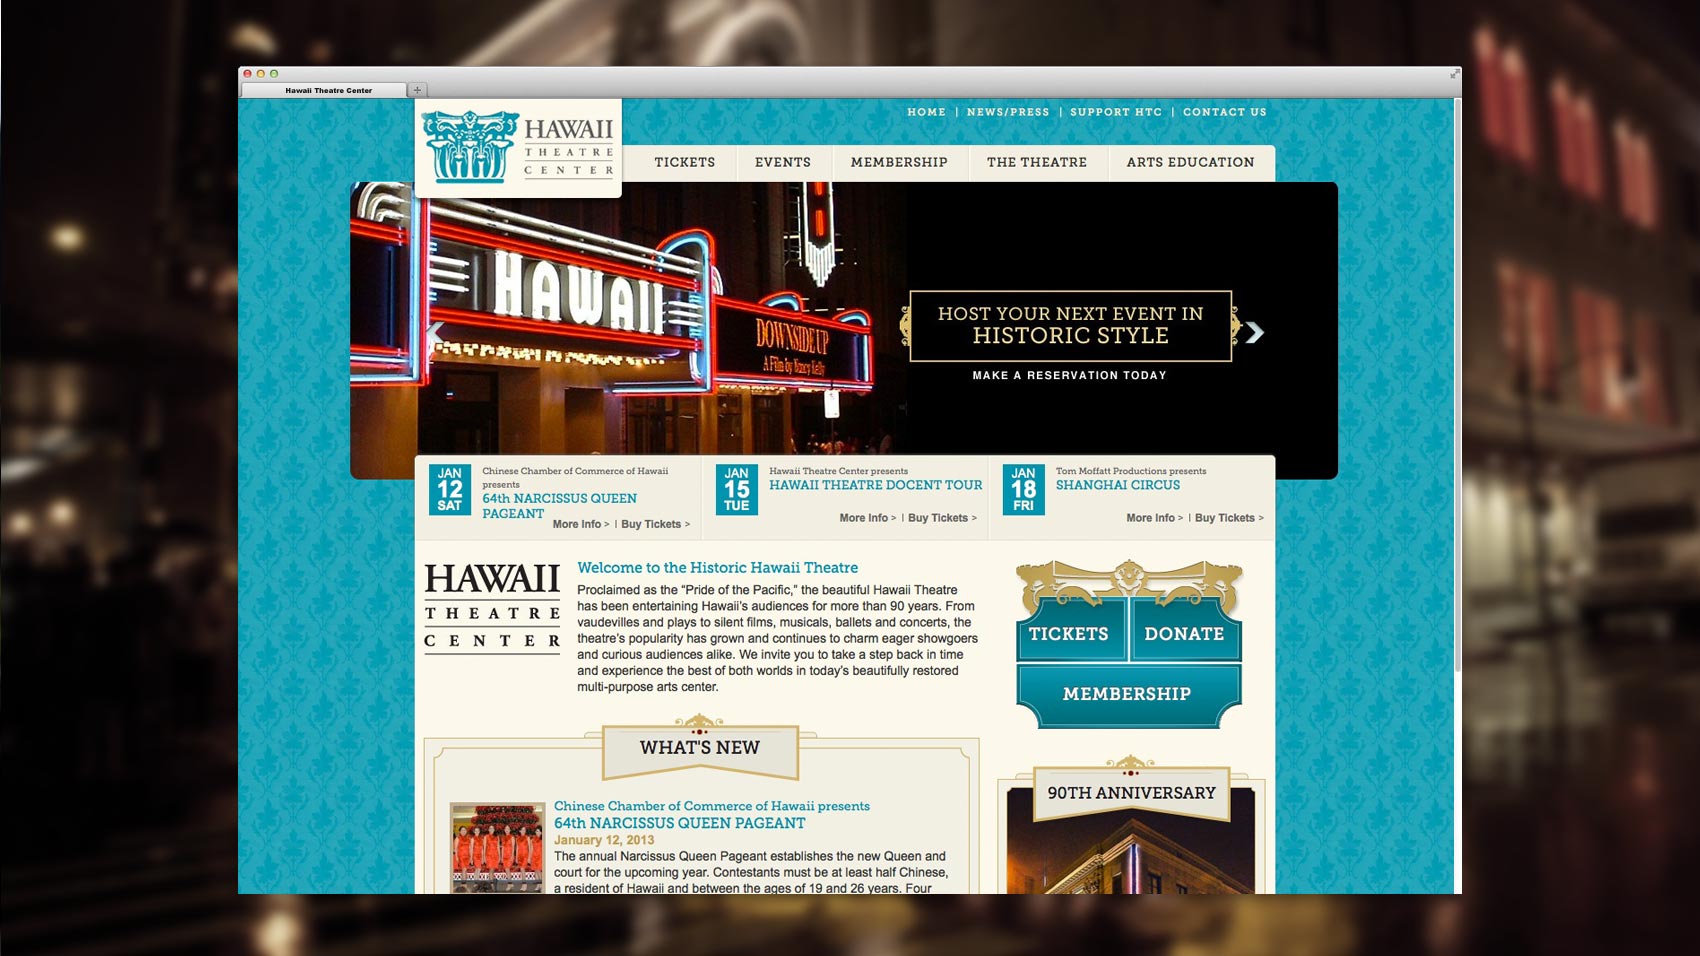 Hawaii Theatre Center
HAWAII
THEATRE
CENTER
HOME | NEWS/PRESS | SUPPORT HTC | CONTACT US
TICKETS
EVENTS
MEMBERSHIP
THE THEATRE
ARTS EDUCATION
HAWAII
DOWNSIDE UP
A Film by Nancy Kelly
HOST YOUR NEXT EVENT IN
HISTORIC STYLE
MAKE A RESERVATION TODAY
JAN
12
SAT
Chinese Chamber of Commerce of Hawaii
presents
64th NARCISSUS QUEEN
PAGEANT
More Info > | Buy Tickets >
JAN
15
TUE
Hawaii Theatre Center presents
HAWAII THEATRE DOCENT TOUR
More Info > | Buy Tickets >
JAN
18
FRI
Tom Moffatt Productions presents
SHANGHAI CIRCUS
More Info > | Buy Tickets >
HAWAII
THEATRE
CENTER
Welcome to the Historic Hawaii Theatre
Proclaimed as the “Pride of the Pacific,” the beautiful Hawaii Theatre
has been entertaining Hawaii’s audiences for more than 90 years. From
vaudevilles and plays to silent films, musicals, ballets and concerts, the
theatre’s popularity has grown and continues to charm eager showgoers
and curious audiences alike. We invite you to take a step back in time
and experience the best of both worlds in today’s beautifully restored
multi-purpose arts center.
TICKETS
DONATE
MEMBERSHIP
WHAT'S NEW
Chinese Chamber of Commerce of Hawaii presents
64th NARCISSUS QUEEN PAGEANT
January 12, 2013
The annual Narcissus Queen Pageant establishes the new Queen and
court for the upcoming year. Contestants must be at least half Chinese,
a resident of Hawaii and between the ages of 19 and 26 years. Four
90TH ANNIVERSARY